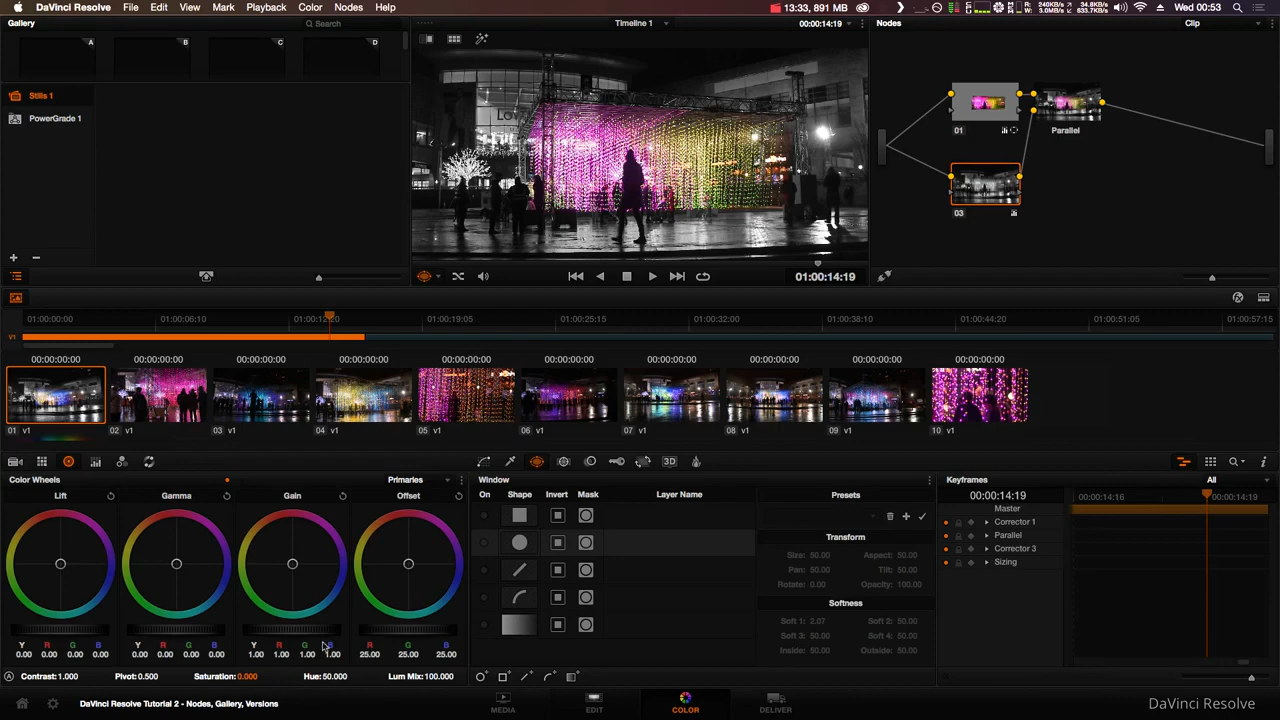 DaVinci Resolve File Edit Trim Mark Playback Color Nodes Help
13:33, 891 MB
240KB/s
3.0MB/s
34.8KB/s
633.7KB/s
Wed 00:53
Gallery
Search
Timeline 1
00:00:14:19
Nodes
Clip
A
B
C
D
Stills 1
PowerGrade 1
01
Parallel
03
01:00:14:19
01:00:00:00 01:00:06:10 01:00:12:20 01:00:19:05 01:00:25:15 01:00:32:00 01:00:38:10 01:00:44:20 01:00:51:05 01:00:57:15
V1
00:00:00:00 00:00:00:00 00:00:00:00 00:00:00:00 00:00:00:00 00:00:00:00 00:00:00:00 00:00:00:00 00:00:00:00 00:00:00:00
01 V1 02 V1 03 V1 04 V1 05 V1 06 V1 07 V1 08 V1 09 V1 10 V1
3D
Color Wheels
Primaries
Lift
Gamma
Gain
Offset
Y R G B
0.00 0.00 0.00 0.00
Y R G B
0.00 0.00 0.00 0.00
Y R G B
1.00 1.00 1.00 1.00
R G B
25.00 25.00 25.00
A Contrast:1.000 Pivot:0.500 Saturation:0.000 Hue:50.000 Lum Mix:100.000
Window
On Shape Invert Mask Layer Name
Presets
Transform
Size: 50.00 Aspect: 50.00
Pan: 50.00 Tilt: 50.00
Rotate: 0.00 Opacity: 100.00
Softness
Soft 1: 2.07 Soft 2: 50.00
Soft 3: 50.00 Soft 4: 50.00
Inside: 50.00 Outside: 50.00
Keyframes
All
00:00:14:19
00:00:14:16 00:00:14:19
Master
Corrector 1
Parallel
Corrector 3
Sizing
DaVinci Resolve Tutorial 2 - Nodes, Gallery, Versions
MEDIA
EDIT
COLOR
DELIVER
DaVinci Resolve